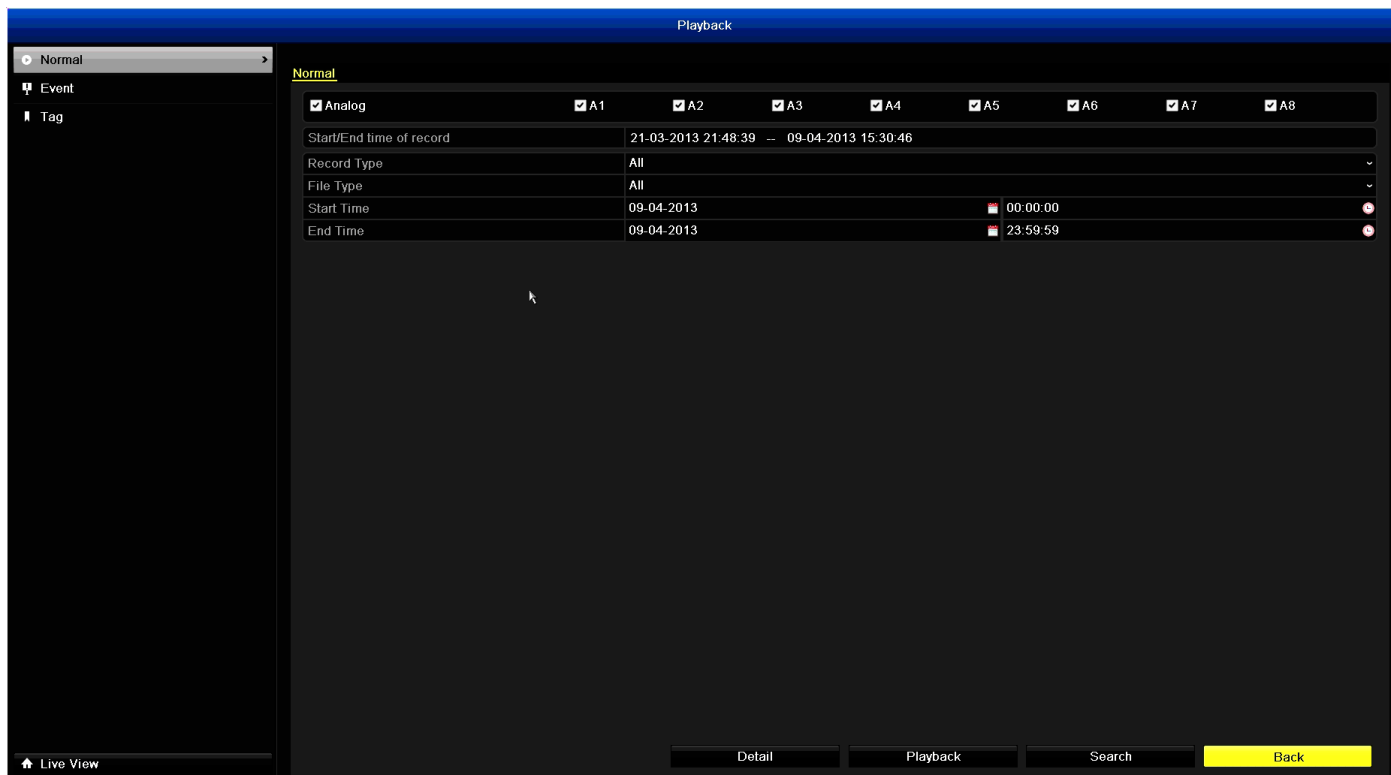 Playback
Normal
Event
Tag
Normal
Analog A1 A2 A3 A4 A5 A6 A7 A8
Start/End time of record 21-03-2013 21:48:39 -- 09-04-2013 15:30:46
Record Type All
File Type All
Start Time 09-04-2013 00:00:00
End Time 09-04-2013 23:59:59
Live View
Detail Playback Search Back